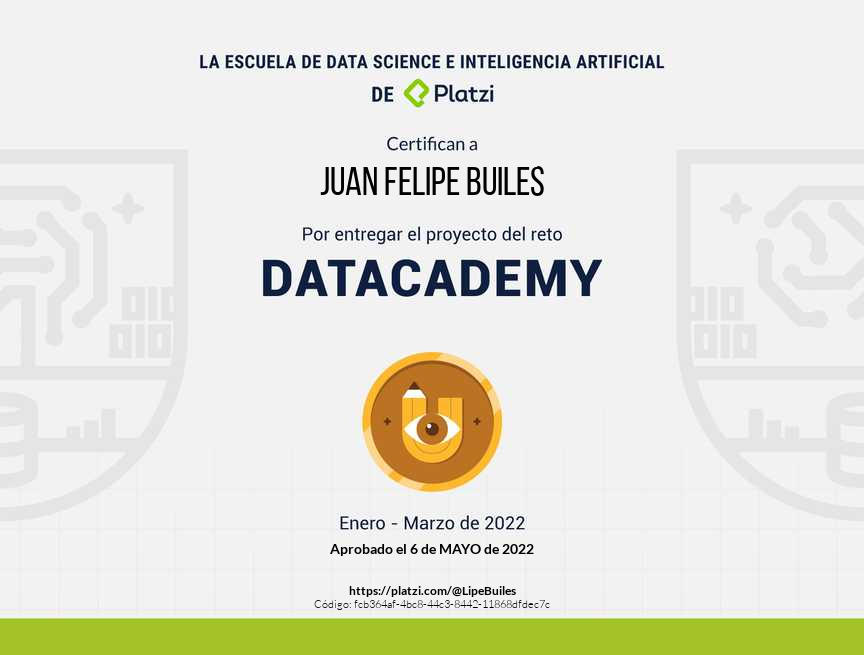 LA ESCUELA DE DATA SCIENCE E INTELIGENCIA ARTIFICIAL
DE Platzi
Certifican a
JUAN FELIPE BUILES
Por entregar el proyecto del reto
DATACADEMY
Enero - Marzo de 2022
Aprobado el 6 de MAYO de 2022
https://platzi.com/@LipeBuiles
Código: fcb364af-4bc8-44c3-8442-11868dfdec7c